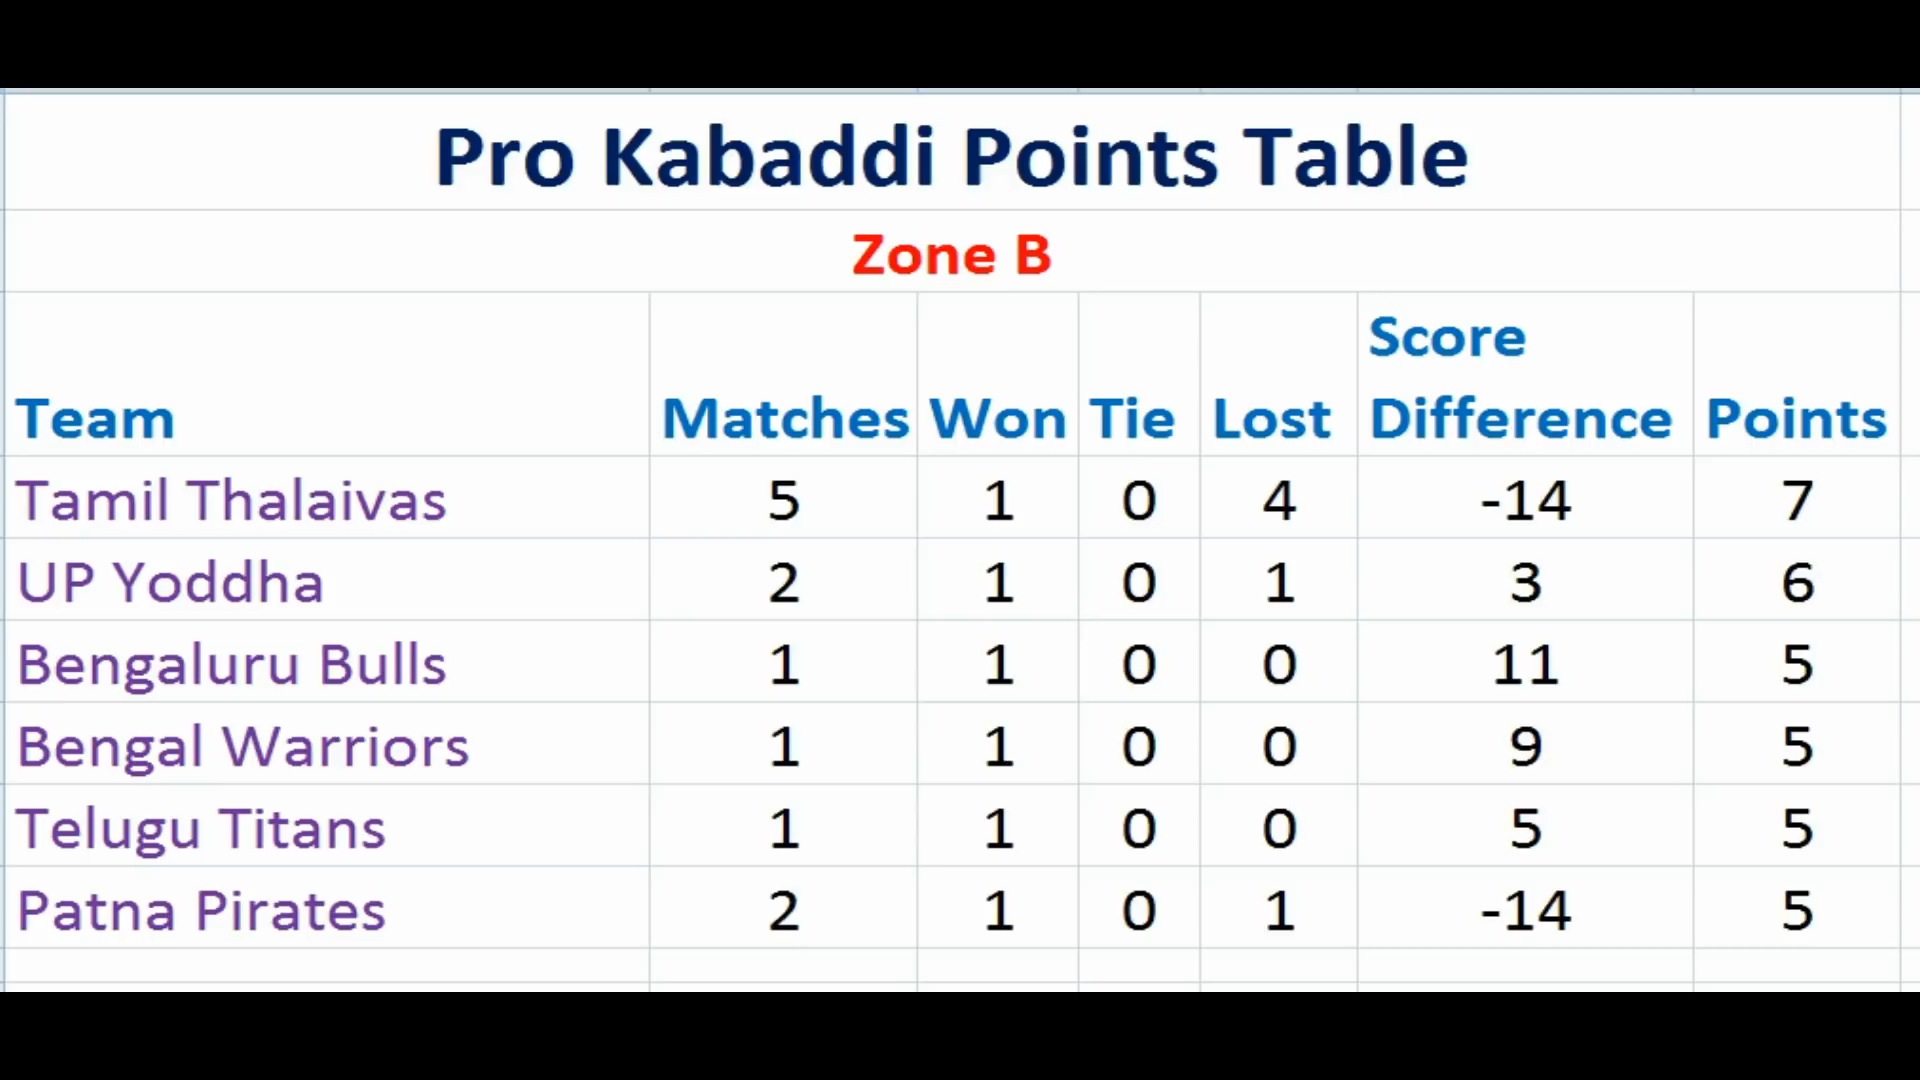 Pro Kabaddi Points Table
Zone B
Team Matches Won Tie Lost Score Difference Points
Tamil Thalaivas 5 1 0 4 -14 7
UP Yoddha 2 1 0 1 3 6
Bengaluru Bulls 1 1 0 0 11 5
Bengal Warriors 1 1 0 0 9 5
Telugu Titans 1 1 0 0 5 5
Patna Pirates 2 1 0 1 -14 5